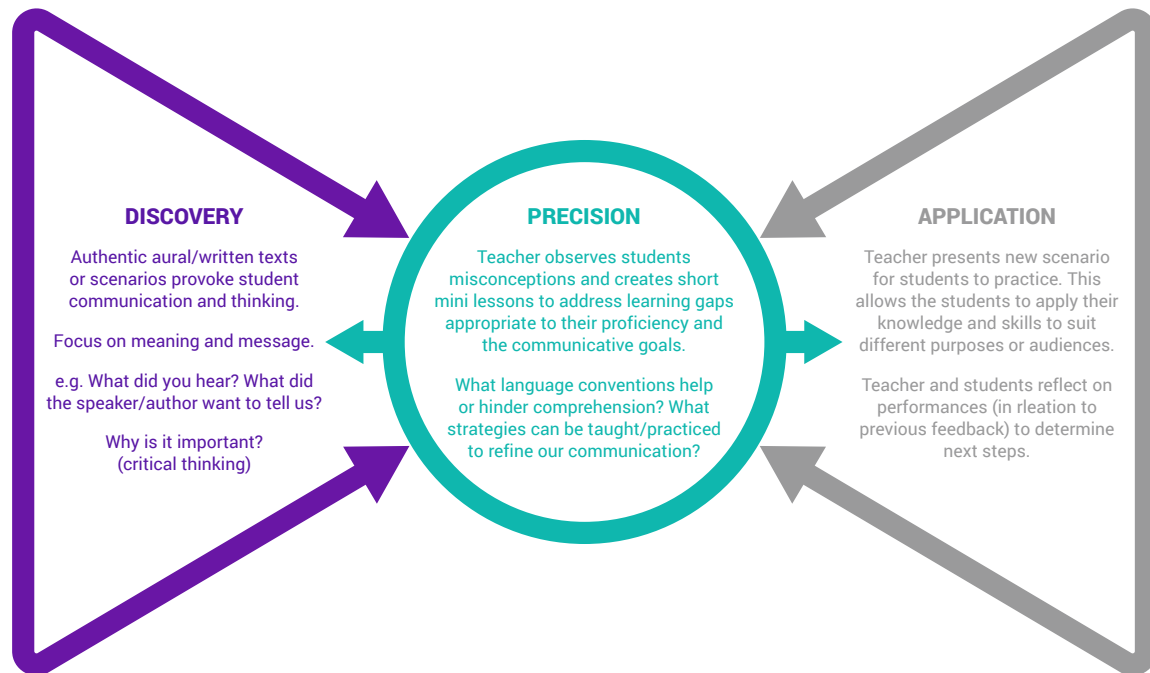 DISCOVERY
Authentic aural/written texts
or scenarios provoke student
communication and thinking.
Focus on meaning and message.
e.g. What did you hear? What did
the speaker/author want to tell us?
Why is it important?
(critical thinking)
PRECISION
Teacher observes students
misconceptions and creates short
mini lessons to address learning gaps
appropriate to their proficiency and
the communicative goals.
What language conventions help
or hinder comprehension? What
strategies can be taught/practiced
to refine our communication?
APPLICATION
Teacher presents new scenario
for students to practice. This
allows the students to apply their
knowledge and skills to suit
different purposes or audiences.
Teacher and students reflect on
performances (in rleation to
previous feedback) to determine
next steps.